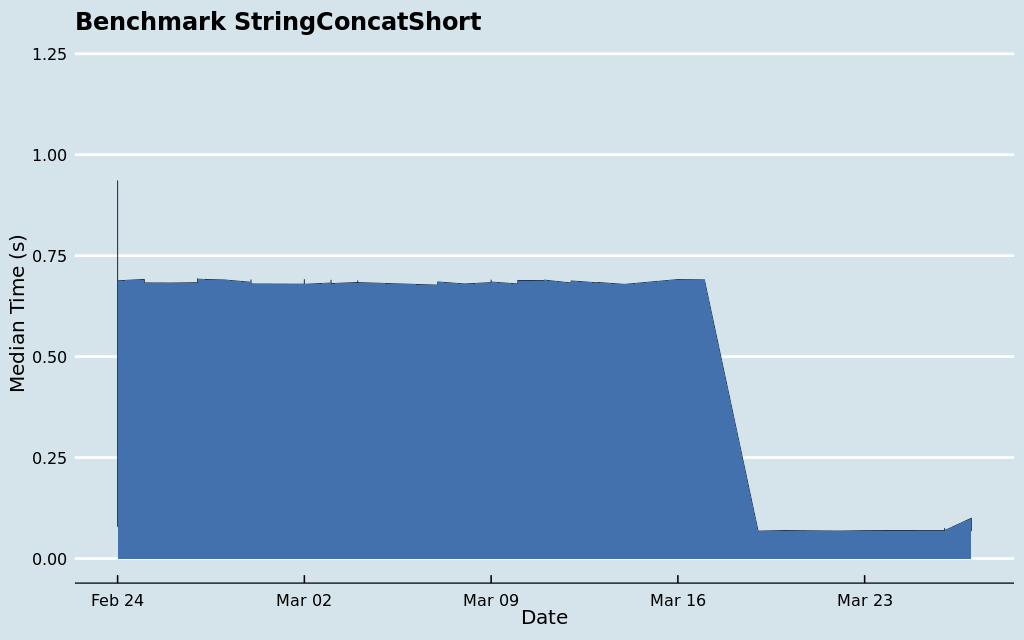 Benchmark StringConcatShort
1.25
1.00
0.75
0.50
0.25
0.00
Median Time (s)
Feb 24 Mar 02 Mar 09 Mar 16 Mar 23
Date